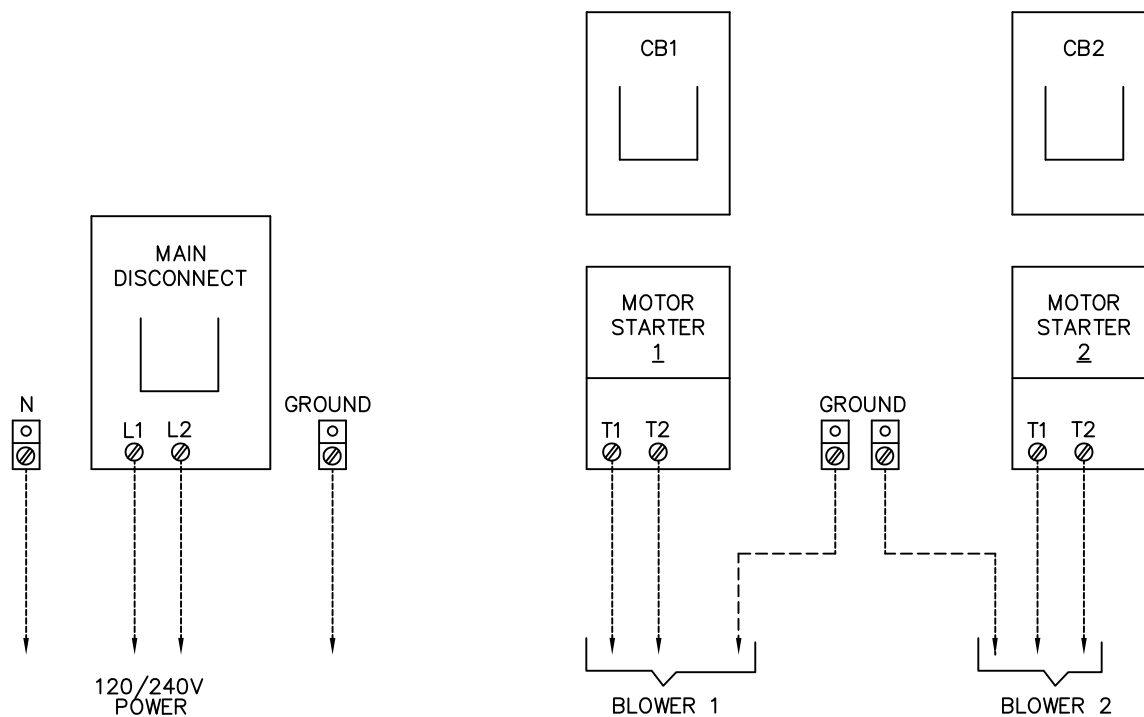 CB1
CB2
MAIN
DISCONNECT
MOTOR
STARTER
1
MOTOR
STARTER
2
N
GROUND
GROUND
L1 L2
T1 T2
T1 T2
120/240V
POWER
BLOWER 1
BLOWER 2